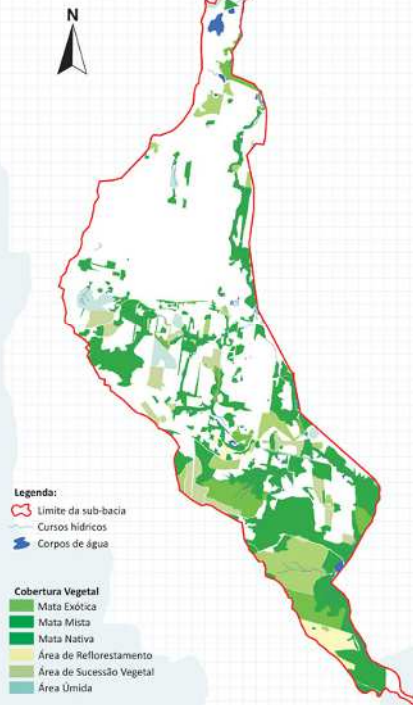 N
Legenda:
Limite da sub-bacia
Cursos hídricos
Corpos de água
Cobertura Vegetal
Mata Exótica
Mata Mista
Mata Nativa
Área de Reflorestamento
Área de Sucessão Vegetal
Área Úmida